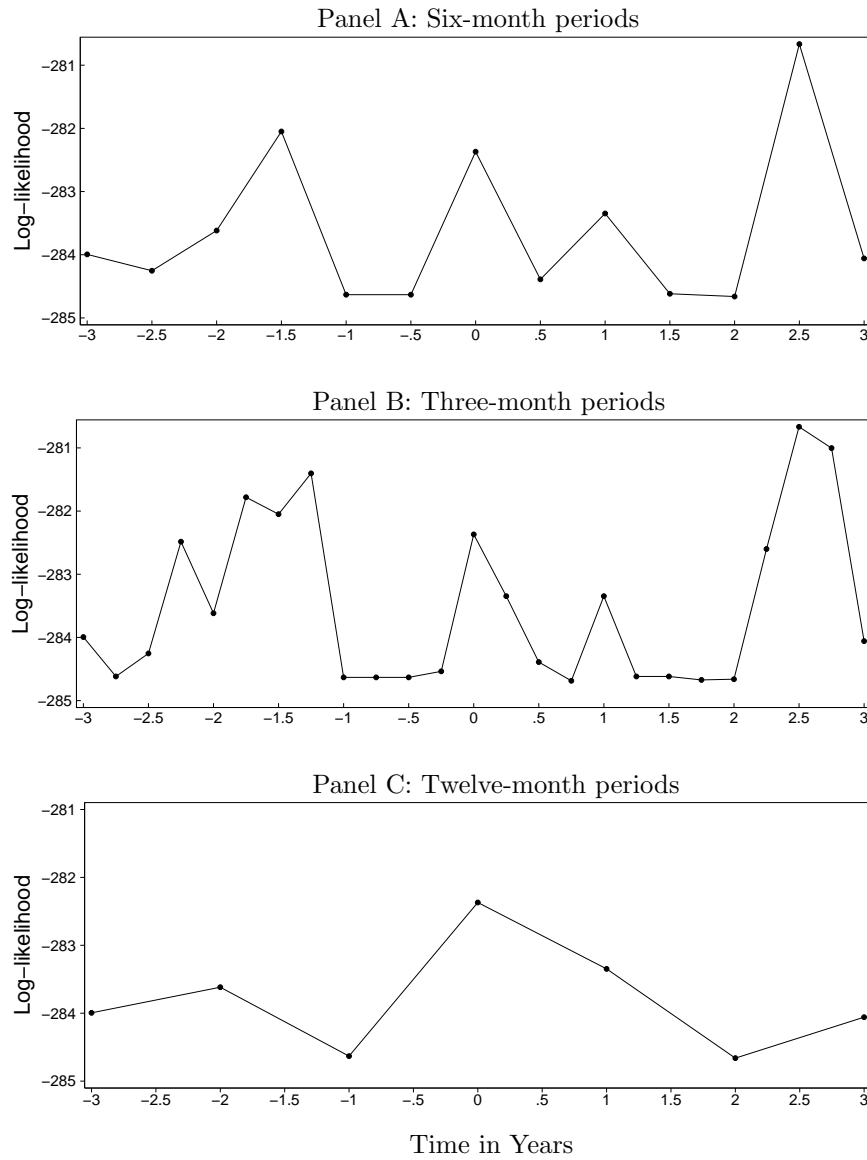 Panel A: Six-month periods
Log−likelihood
−281
−282
−283
−284
−285
−3 −2.5 −2 −1.5 −1 −.5 0 .5 1 1.5 2 2.5 3
Panel B: Three-month periods
Log−likelihood
−281
−282
−283
−284
−285
−3 −2.5 −2 −1.5 −1 −.5 0 .5 1 1.5 2 2.5 3
Panel C: Twelve-month periods
Log−likelihood
−281
−282
−283
−284
−285
−3 −2.5 −2 −1.5 −1 −.5 0 .5 1 1.5 2 2.5 3
Time in Years